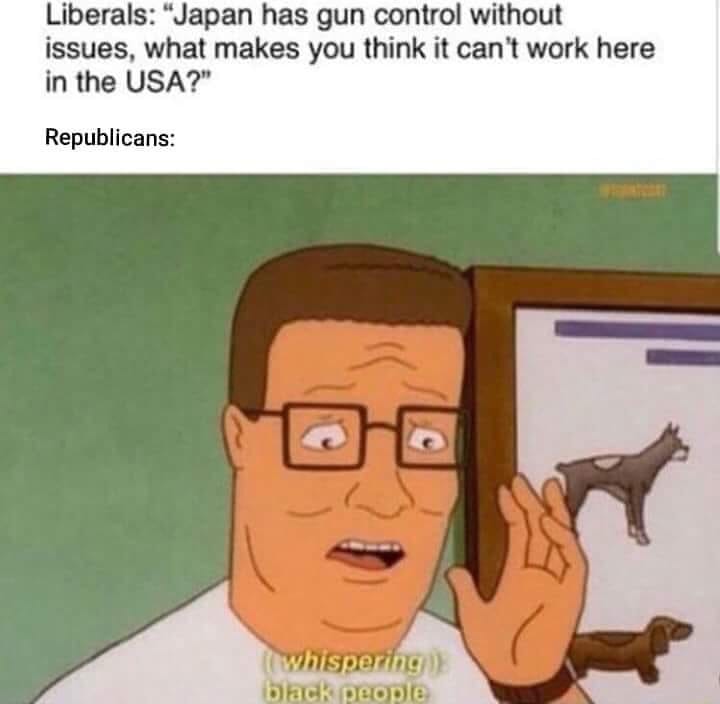 Liberals: “Japan has gun control without
issues, what makes you think it can't work here
in the USA?”
Republicans:
( whispering ):
black people.